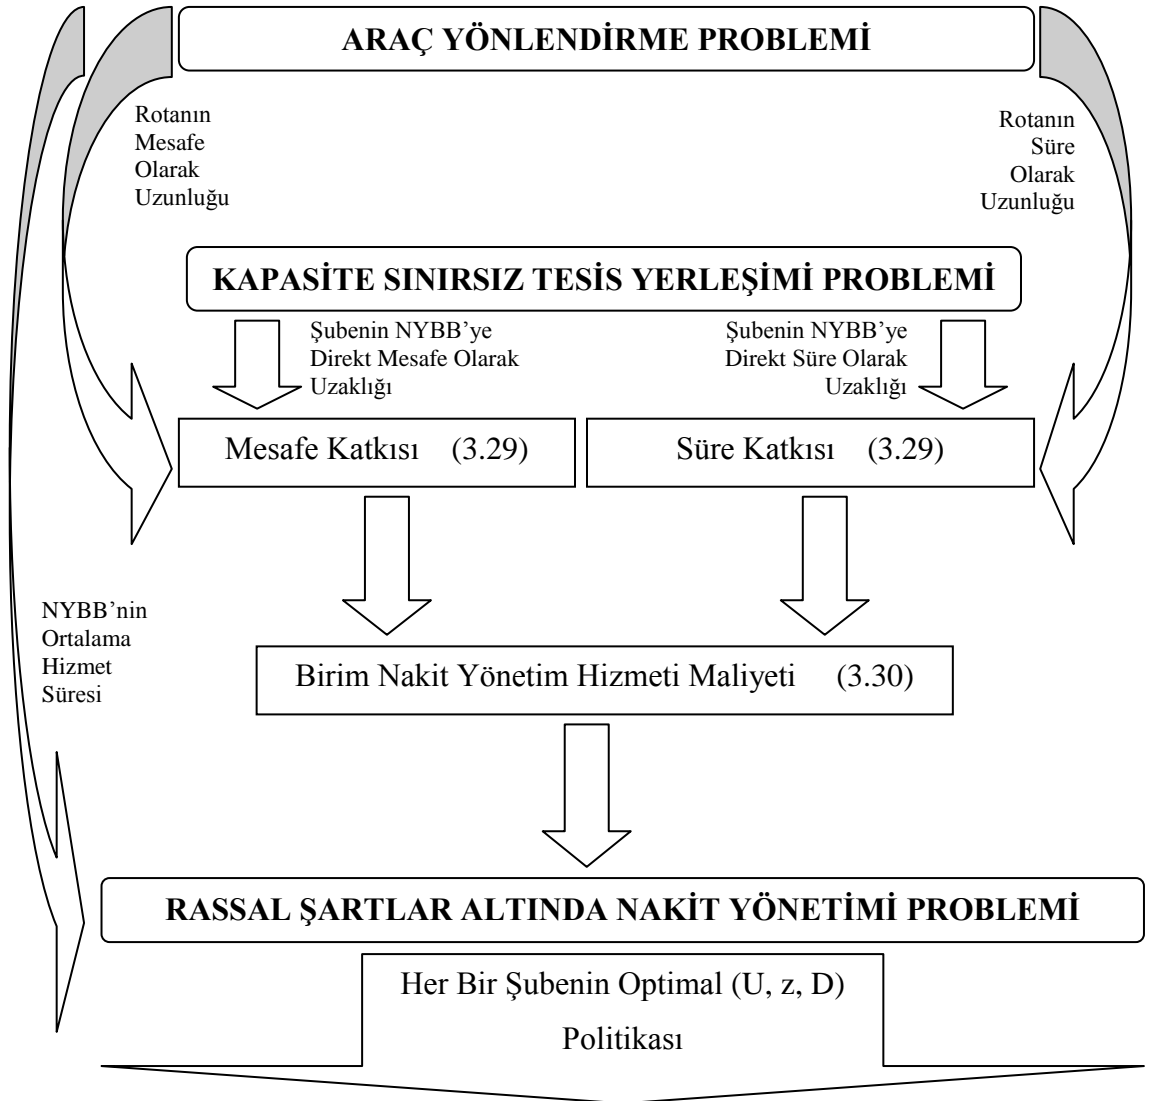 ARAÇ YÖNLENDİRME PROBLEMİ
Rotanın
Mesafe
Olarak
Uzunluğu
Rotanın
Süre
Olarak
Uzunluğu
KAPASİTE SINIRSIZ TESİS YERLEŞİMİ PROBLEMİ
Şubenin NYBB’ye
Direkt Mesafe Olarak
Uzaklığı
Şubenin NYBB’ye
Direkt Süre Olarak
Uzaklığı
Mesafe Katkısı (3.29)
Süre Katkısı (3.29)
NYBB’nin
Ortalama
Hizmet
Süresi
Birim Nakit Yönetim Hizmeti Maliyeti (3.30)
RASSAL ŞARTLAR ALTINDA NAKİT YÖNETİMİ PROBLEMİ
Her Bir Şubenin Optimal (U, z, D)
Politikası